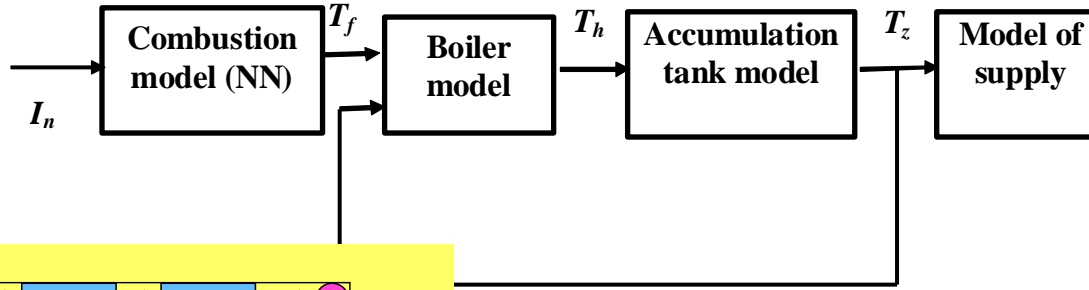 I_n
Combustion
model (NN)
T_f
Boiler
model
T_h
Accumulation
tank model
T_z
Model of
supply